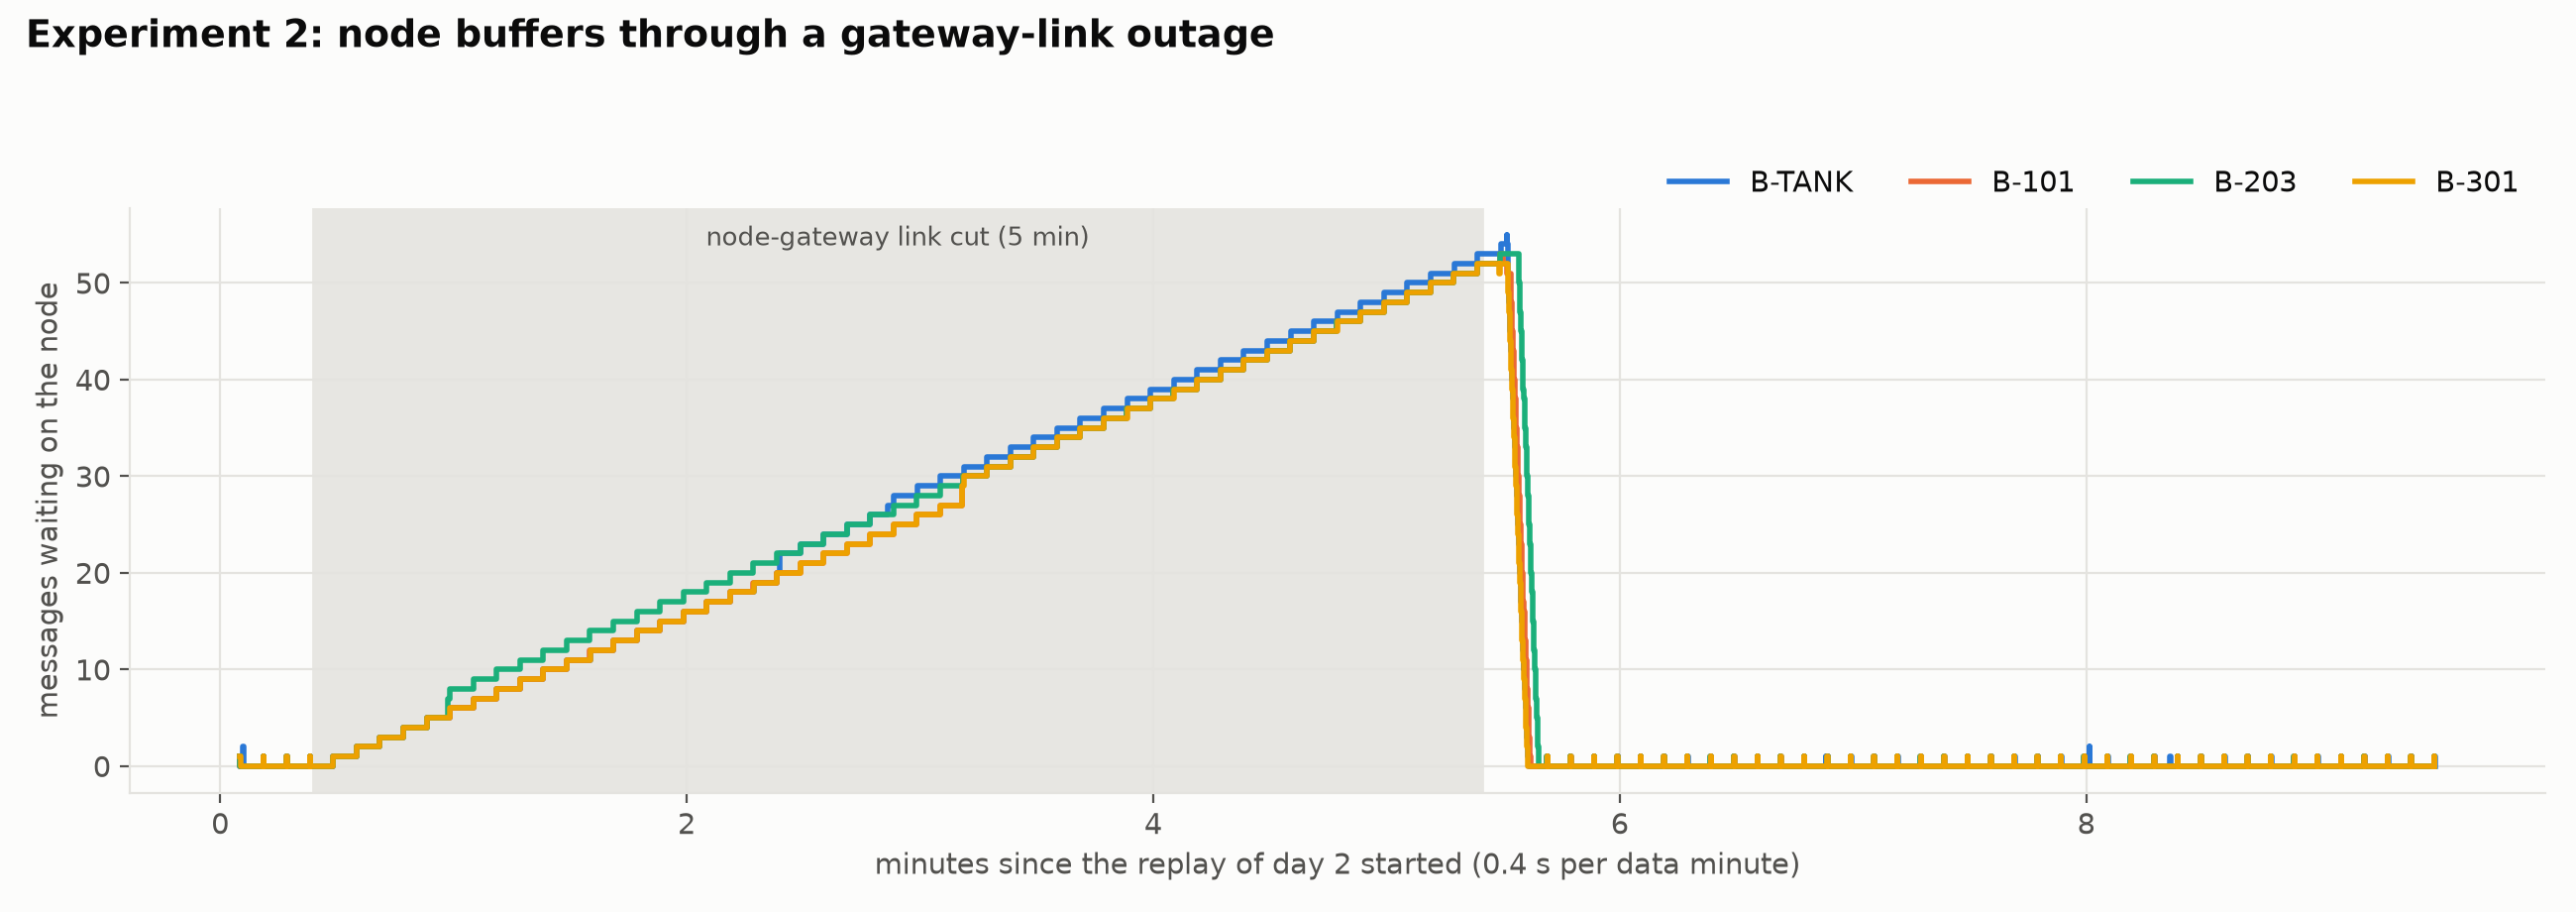 Experiment 2: node buffers through a gateway-link outage
B-TANK B-101 B-203 B-301
node-gateway link cut (5 min)
messages waiting on the node
50
40
30
20
10
0
0 2 4 6 8
minutes since the replay of day 2 started (0.4 s per data minute)